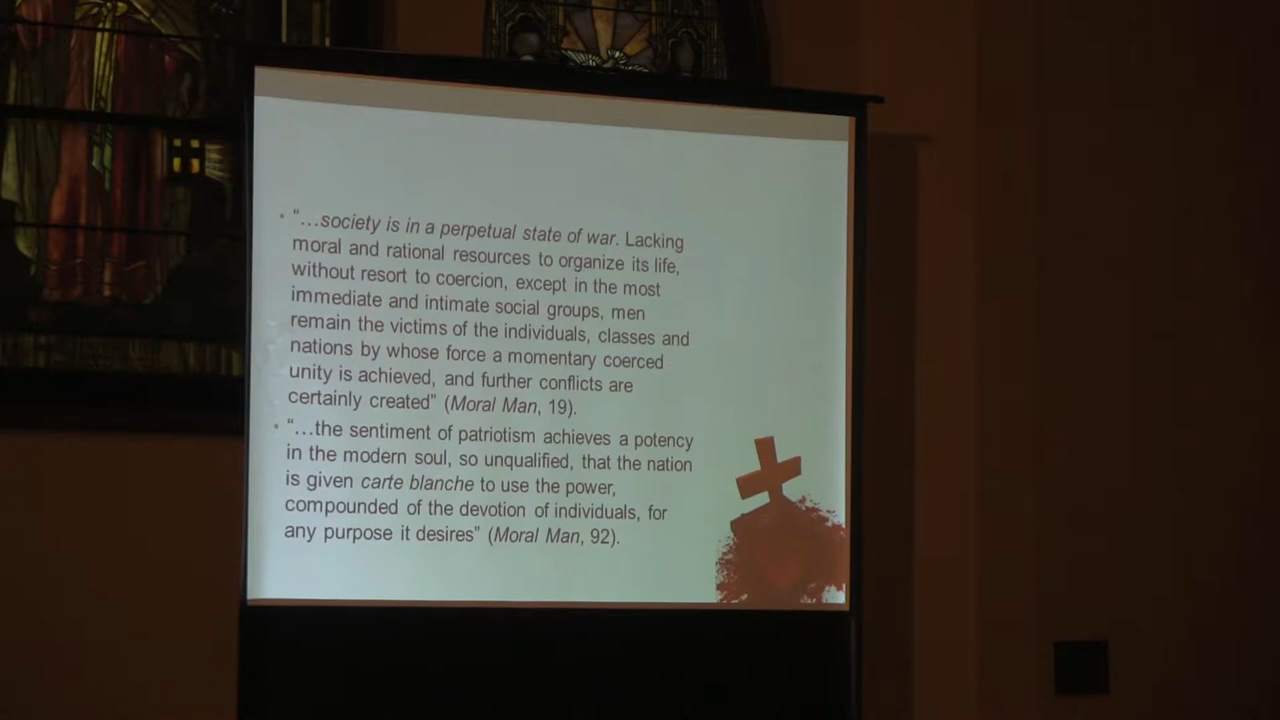 • “…society is in a perpetual state of war. Lacking
moral and rational resources to organize its life,
without resort to coercion, except in the most
immediate and intimate social groups, men
remain the victims of the individuals, classes and
nations by whose force a momentary coerced
unity is achieved, and further conflicts are
certainly created” (Moral Man, 19).
• “…the sentiment of patriotism achieves a potency
in the modern soul, so unqualified, that the nation
is given carte blanche to use the power,
compounded of the devotion of individuals, for
any purpose it desires” (Moral Man, 92).